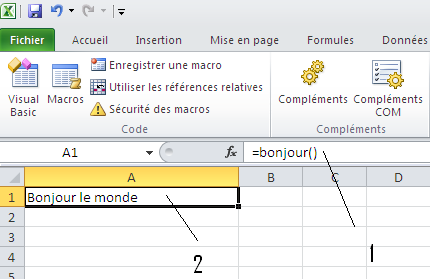 Fichier Accueil Insertion Mise en page Formules Données
Visual Basic
Macros
Enregistrer une macro
Utiliser les références relatives
Sécurité des macros
Code
Compléments
Compléments COM
Compléments
A1 fx =bonjour()
A B C D
1 Bonjour le monde
2
3
4 1
5 2
6